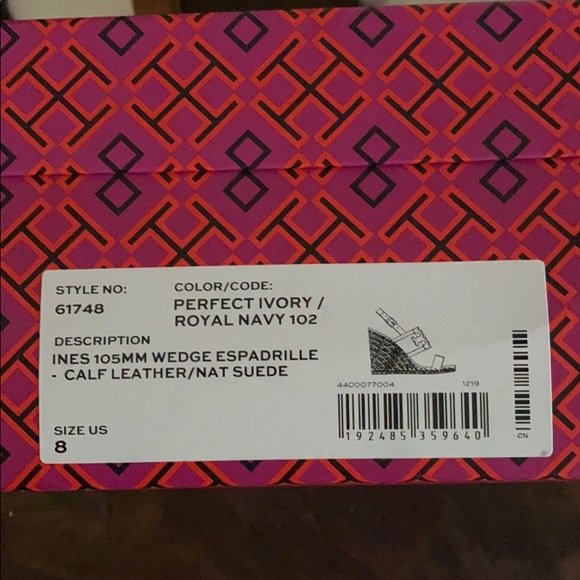 STYLE NO:
61748
COLOR/CODE:
PERFECT IVORY /
ROYAL NAVY 102
DESCRIPTION
INES 105MM WEDGE ESPADRILLE
- CALF LEATHER/NAT SUEDE
SIZE US
8
4400077004 1219
192485 359640
CN